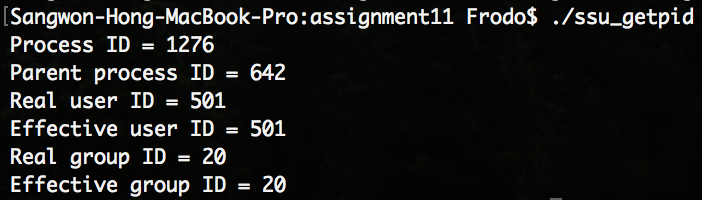 [Sangwon-Hong-MacBook-Pro:assignment11 Frodo$ ./ssu_getpid
Process ID = 1276
Parent process ID = 642
Real user ID = 501
Effective user ID = 501
Real group ID = 20
Effective group ID = 20